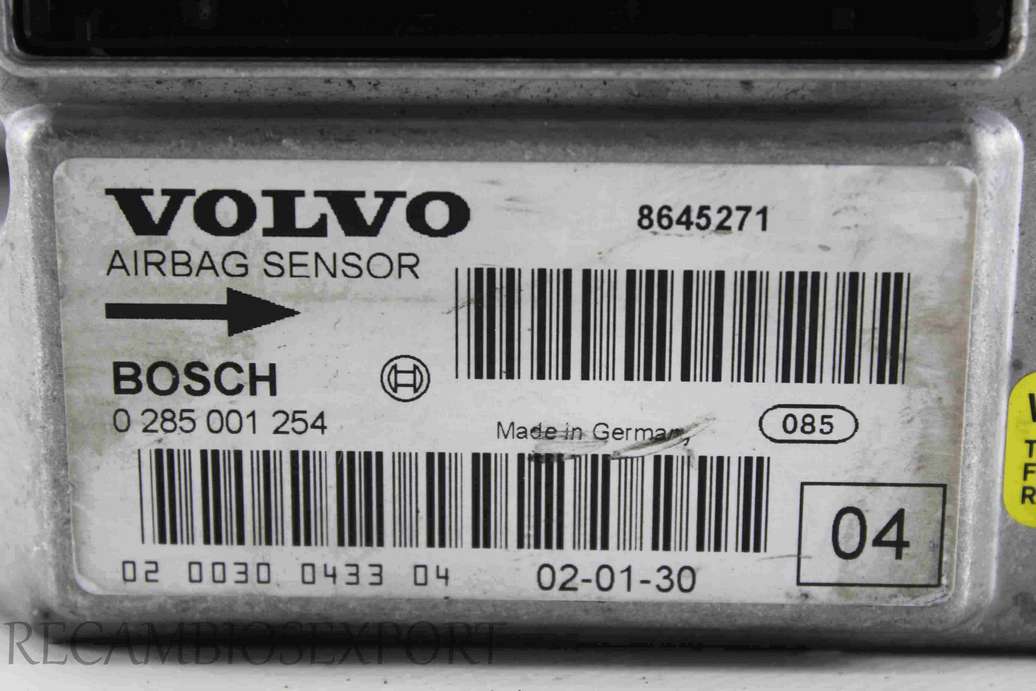 VOLVO
8645271
AIRBAG SENSOR
BOSCH
0 285 001 254
Made in Germany
085
04
02 0030 0433 04
02-01-30
RECAMBIOSEXPORT